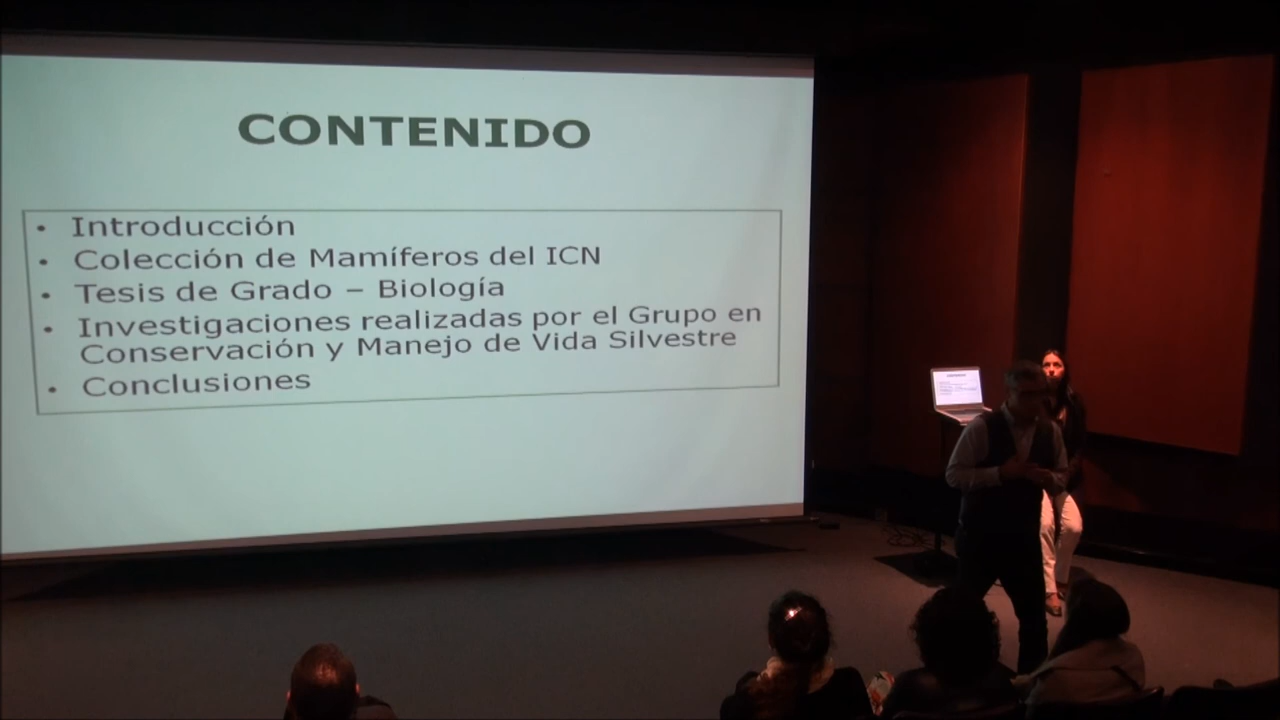 CONTENIDO
• Introducción
• Colección de Mamíferos del ICN
• Tesis de Grado – Biología
• Investigaciones realizadas por el Grupo en
Conservación y Manejo de Vida Silvestre
• Conclusiones